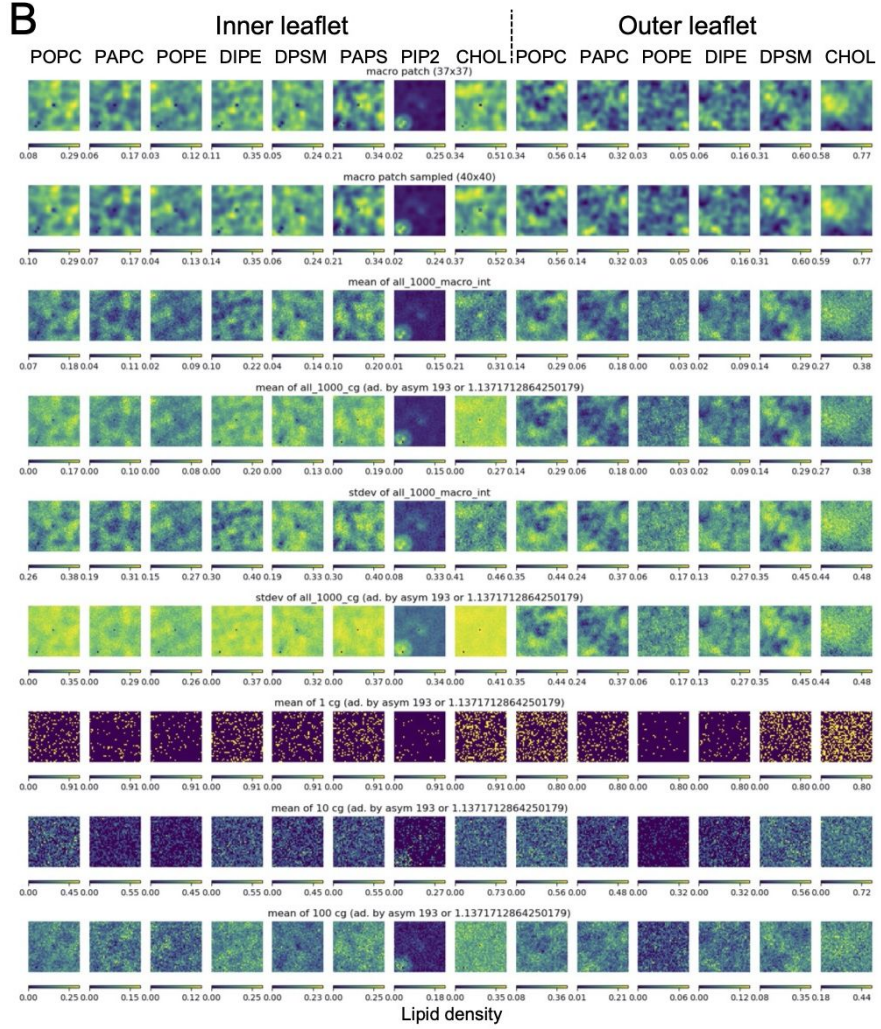 B
Inner leaflet Outer leaflet
POPC PAPC POPE DIPE DPSM PAPS PIP2 CHOL POPC PAPC POPE DIPE DPSM CHOL
macro patch (37x37)
0.08 0.29 0.06 0.17 0.03 0.12 0.11 0.35 0.05 0.24 0.21 0.34 0.02 0.25 0.34 0.51 0.34 0.56 0.14 0.32 0.03 0.05 0.06 0.16 0.31 0.60 0.58 0.77
macro patch sampled (40x40)
0.10 0.29 0.07 0.17 0.04 0.13 0.14 0.35 0.06 0.24 0.21 0.34 0.02 0.24 0.37 0.52 0.34 0.56 0.14 0.32 0.03 0.05 0.06 0.16 0.31 0.60 0.59 0.77
mean of all_1000_macro_int
0.07 0.18 0.04 0.11 0.02 0.09 0.10 0.22 0.04 0.14 0.10 0.20 0.01 0.15 0.21 0.31 0.14 0.29 0.06 0.18 0.00 0.03 0.02 0.09 0.14 0.29 0.27 0.38
mean of all_1000_cg (ad. by asym 193 or 1.1371712864250179)
0.00 0.17 0.00 0.10 0.00 0.08 0.00 0.20 0.00 0.13 0.00 0.19 0.00 0.15 0.00 0.27 0.14 0.29 0.06 0.18 0.00 0.03 0.02 0.09 0.14 0.29 0.27 0.38
stdev of all_1000_macro_int
0.26 0.38 0.19 0.31 0.15 0.27 0.30 0.40 0.19 0.33 0.30 0.40 0.08 0.33 0.41 0.46 0.35 0.44 0.24 0.37 0.06 0.17 0.13 0.27 0.35 0.45 0.44 0.48
stdev of all_1000_cg (ad. by asym 193 or 1.1371712864250179)
0.00 0.35 0.00 0.29 0.00 0.26 0.00 0.37 0.00 0.32 0.00 0.37 0.00 0.34 0.00 0.41 0.35 0.44 0.24 0.37 0.06 0.17 0.13 0.27 0.35 0.45 0.44 0.48
mean of 1 cg (ad. by asym 193 or 1.1371712864250179)
0.00 0.91 0.00 0.91 0.00 0.91 0.00 0.91 0.00 0.91 0.00 0.91 0.00 0.91 0.00 0.91 0.00 0.80 0.00 0.80 0.00 0.80 0.00 0.80 0.00 0.80 0.00 0.80
mean of 10 cg (ad. by asym 193 or 1.1371712864250179)
0.00 0.45 0.00 0.55 0.00 0.45 0.00 0.55 0.00 0.45 0.00 0.55 0.00 0.27 0.00 0.73 0.00 0.56 0.00 0.48 0.00 0.32 0.00 0.32 0.00 0.56 0.00 0.72
mean of 100 cg (ad. by asym 193 or 1.1371712864250179)
0.00 0.25 0.00 0.15 0.00 0.12 0.00 0.25 0.00 0.23 0.00 0.25 0.00 0.18 0.00 0.35 0.08 0.36 0.01 0.21 0.00 0.06 0.00 0.12 0.08 0.35 0.18 0.44
Lipid density